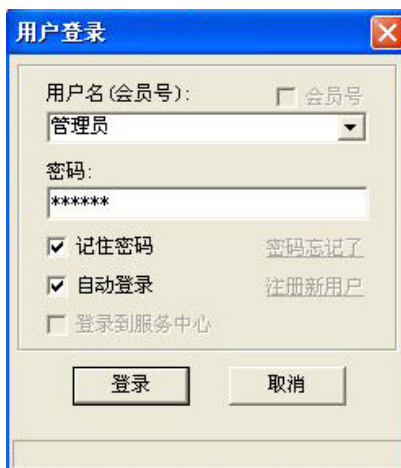 用户登录
用户名(会员号): 会员号
管理员
密码:
******
记住密码 密码忘记了
自动登录 注册新用户
登录到服务中心
登录 取消